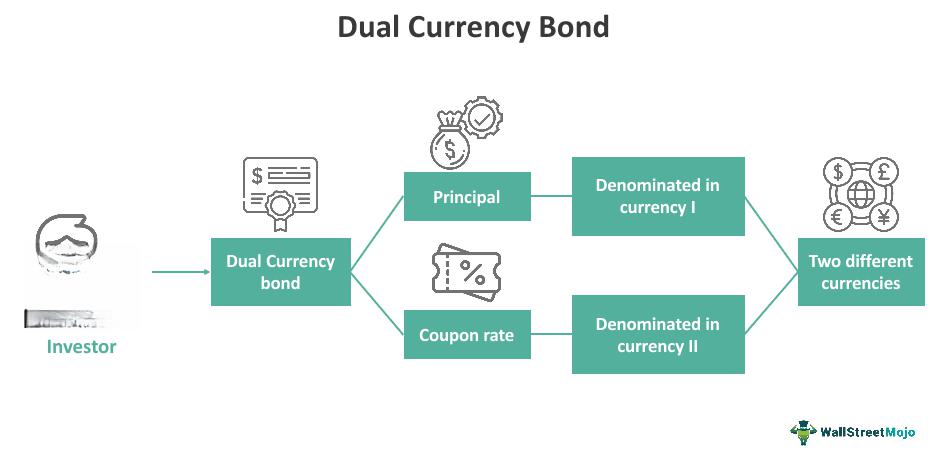 Dual Currency Bond
Investor
$
Dual Currency
bond
$
Principal
%
Coupon rate
Denominated in
currency I
Denominated in
currency II
$ £
€ ¥
Two different
currencies
WallStreetMojo